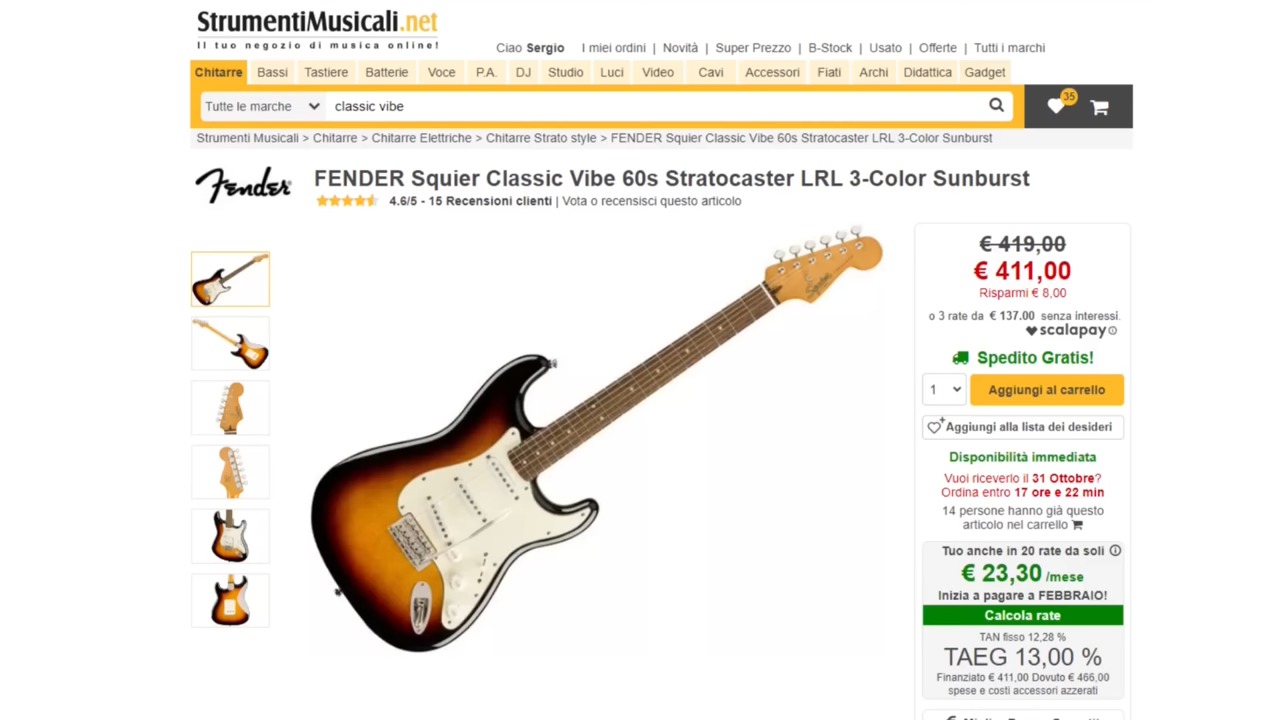 StrumentiMusicali.net
Il tuo negozio di musica online!
Ciao Sergio I miei ordini | Novità | Super Prezzo | B-Stock | Usato | Offerte | Tutti i marchi
Chitarre Bassi Tastiere Batterie Voce P.A. DJ Studio Luci Video Cavi Accessori Fiati Archi Didattica Gadget
Tutte le marche classic vibe 35
Strumenti Musicali > Chitarre > Chitarre Elettriche > Chitarre Strato style > FENDER Squier Classic Vibe 60s Stratocaster LRL 3-Color Sunburst
Fender FENDER Squier Classic Vibe 60s Stratocaster LRL 3-Color Sunburst
4.6/5 - 15 Recensioni clienti | Vota o recensisci questo articolo
€ 419,00
€ 411,00
Risparmi € 8,00
o 3 rate da € 137.00 senza interessi.
scalapay
Spedito Gratis!
1 Aggiungi al carrello
Aggiungi alla lista dei desideri
Disponibilità immediata
Vuoi riceverlo il 31 Ottobre?
Ordina entro 17 ore e 22 min
14 persone hanno già questo
articolo nel carrello
Tuo anche in 20 rate da soli
€ 23,30 /mese
Inizia a pagare a FEBBRAIO!
Calcola rate
TAN fisso 12,28 %
TAEG 13,00 %
Finanziato € 411,00 Dovuto € 466,00
spese e costi accessori azzerati